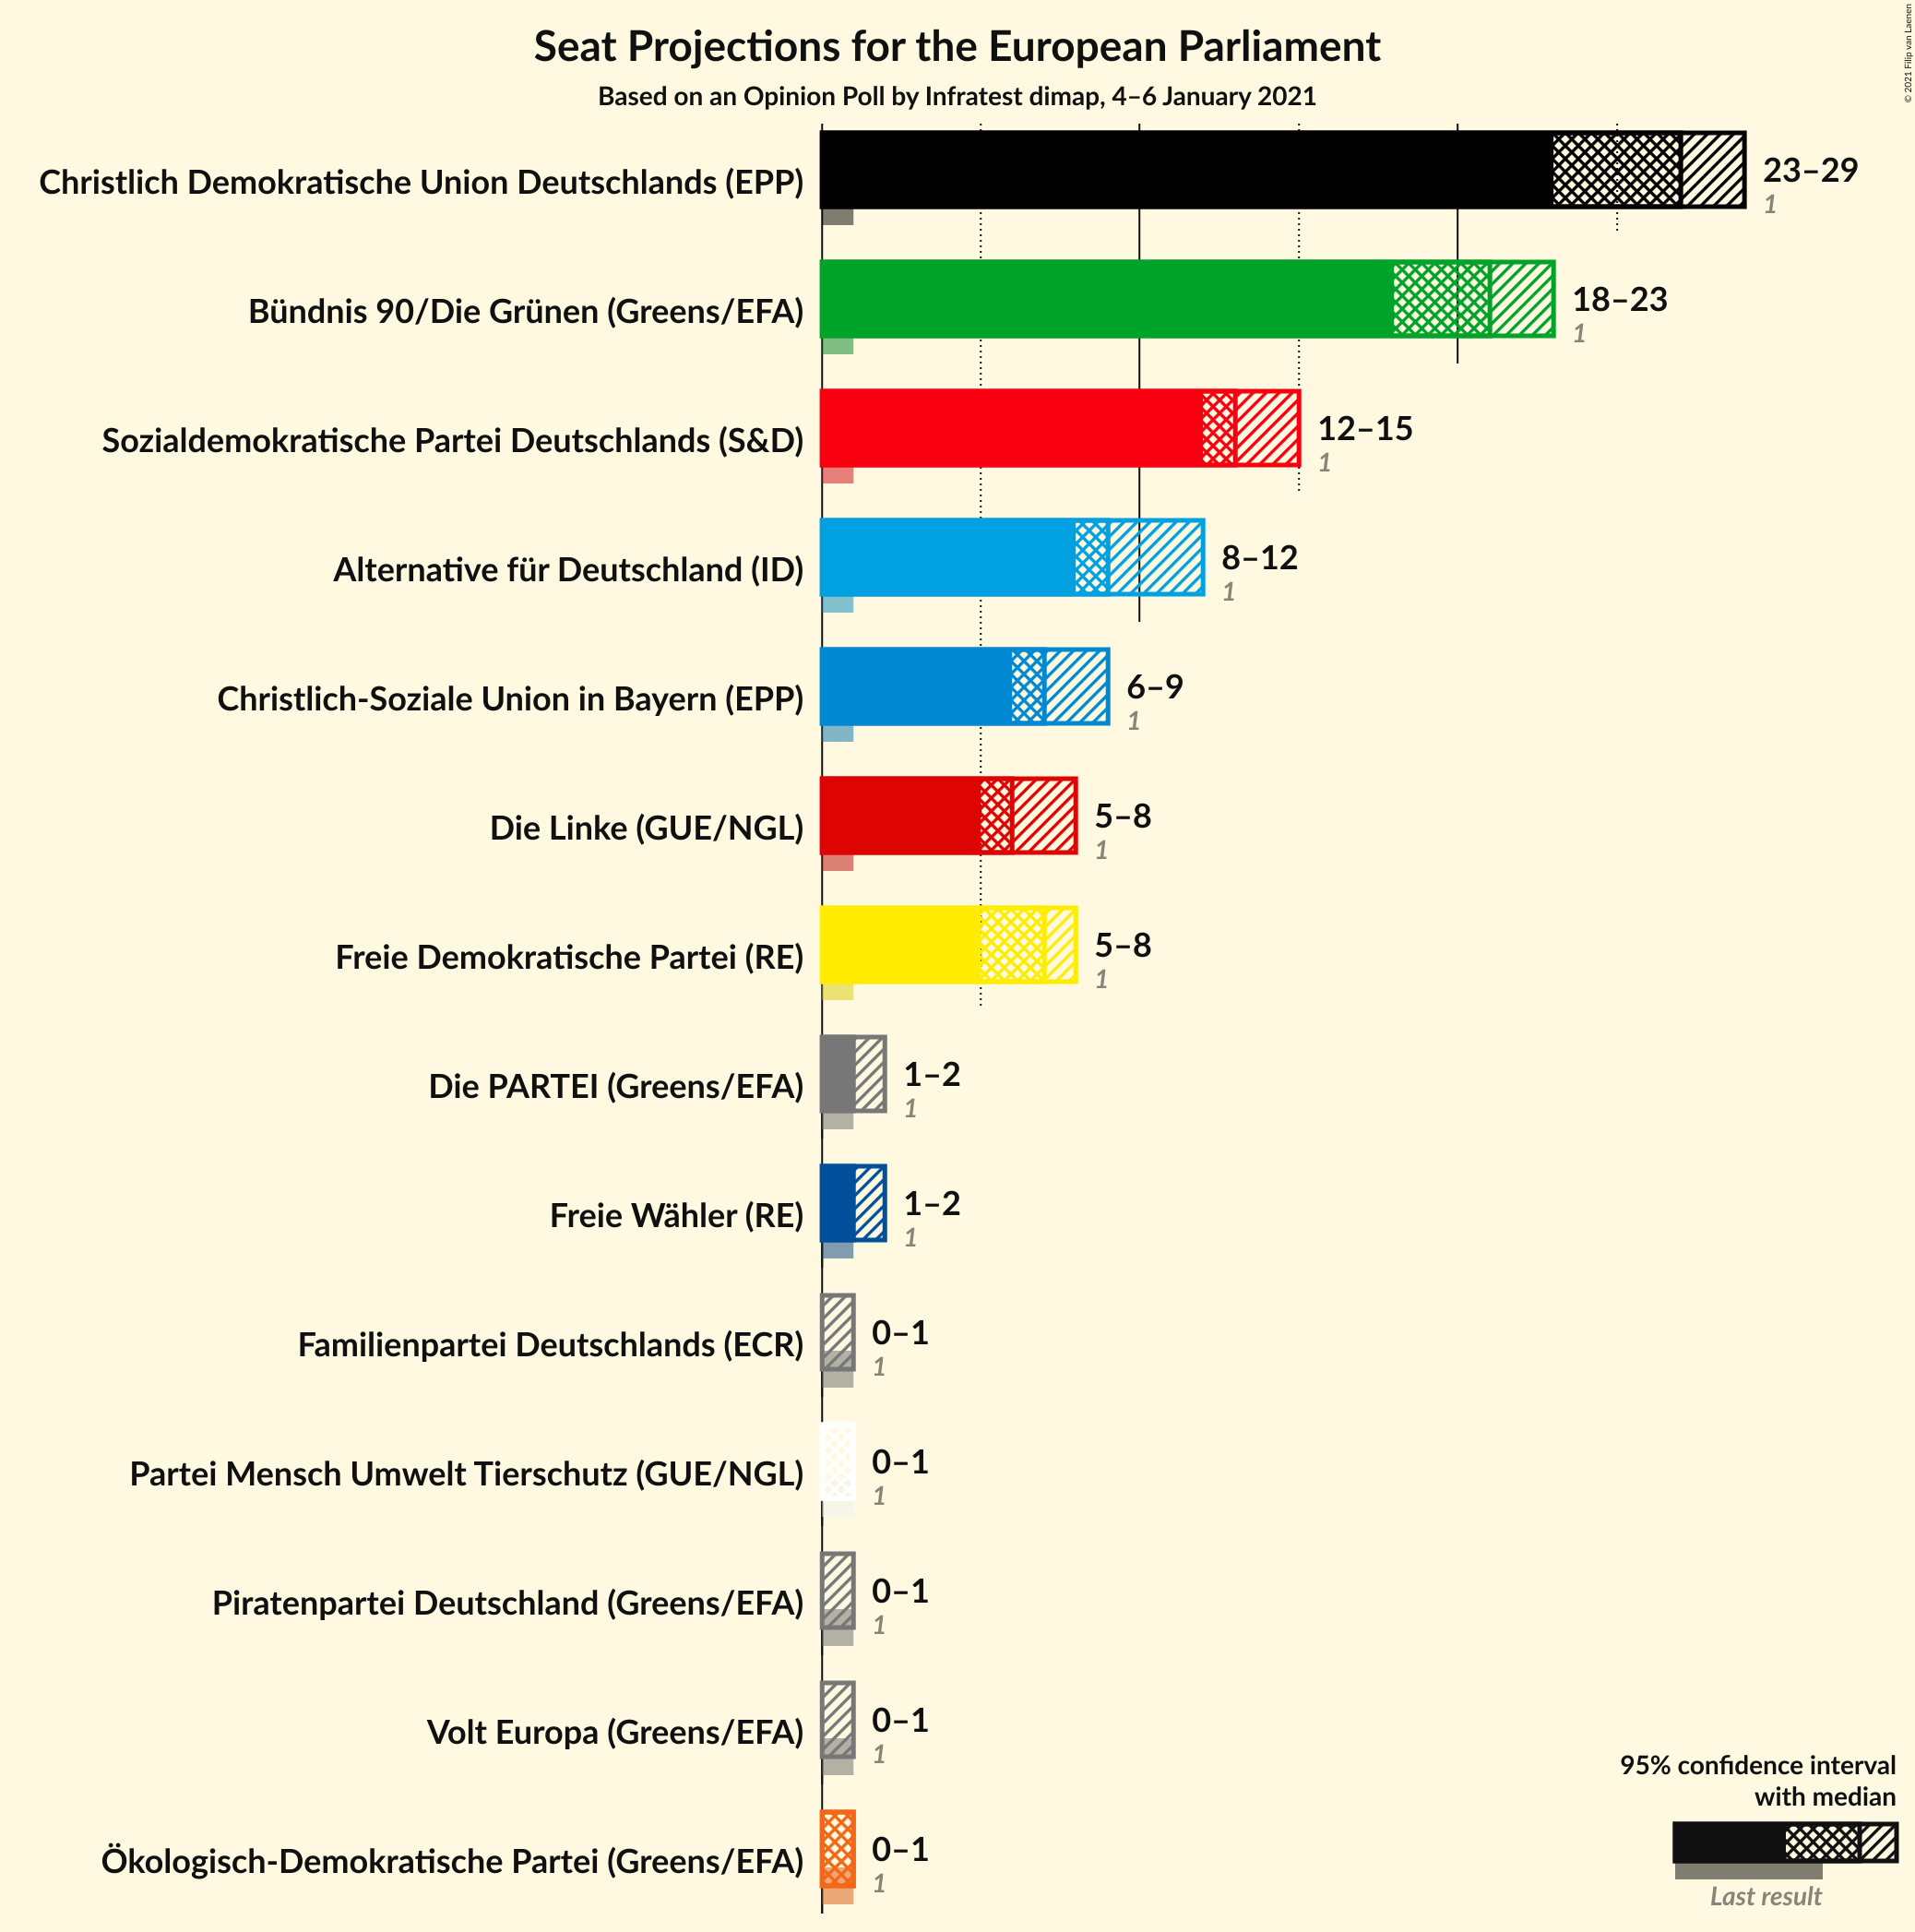 Seat Projections for the European Parliament
Based on an Opinion Poll by Infratest dimap, 4–6 January 2021
© 2021 Filip van Laenen
Christlich Demokratische Union Deutschlands (EPP)
23–29
1
Bündnis 90/Die Grünen (Greens/EFA)
18–23
1
Sozialdemokratische Partei Deutschlands (S&D)
12–15
1
Alternative für Deutschland (ID)
8–12
1
Christlich-Soziale Union in Bayern (EPP)
6–9
1
Die Linke (GUE/NGL)
5–8
1
Freie Demokratische Partei (RE)
5–8
1
Die PARTEI (Greens/EFA)
1–2
1
Freie Wähler (RE)
1–2
1
Familienpartei Deutschlands (ECR)
0–1
1
Partei Mensch Umwelt Tierschutz (GUE/NGL)
0–1
1
Piratenpartei Deutschland (Greens/EFA)
0–1
1
Volt Europa (Greens/EFA)
0–1
1
Ökologisch-Demokratische Partei (Greens/EFA)
0–1
1
95% confidence interval
with median
Last result